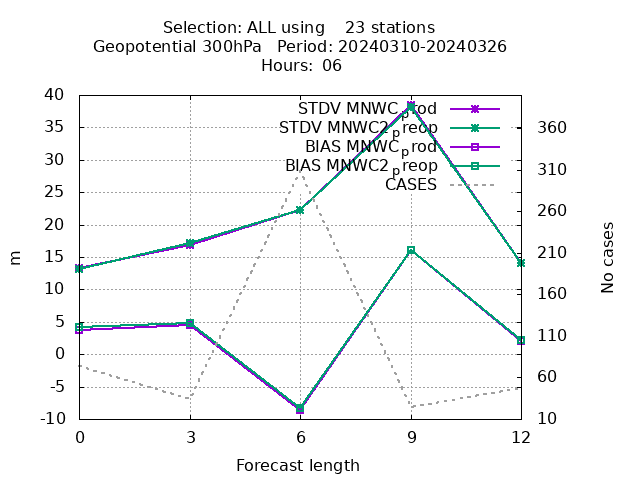 Selection: ALL using    23 stations
Geopotential 300hPa   Period: 20240310-20240326
Hours: 06
STDV MNWC_prod
STDV MNWC2_preop
BIAS MNWC_prod
BIAS MNWC2_preop
CASES
40
35
30
25
20
15
10
5
0
-5
-10
m
360
310
260
210
160
110
60
10
No cases
0 3 6 9 12
Forecast length